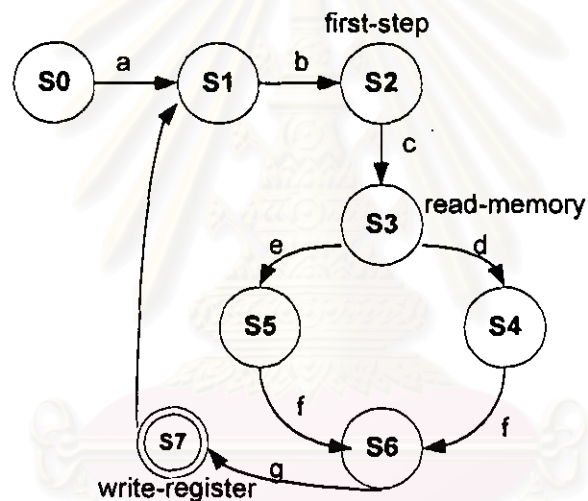 first-step
S0
a
S1
b
S2
c
S3
read-memory
e
d
S5
S4
f
f
S7
S6
g
write-register